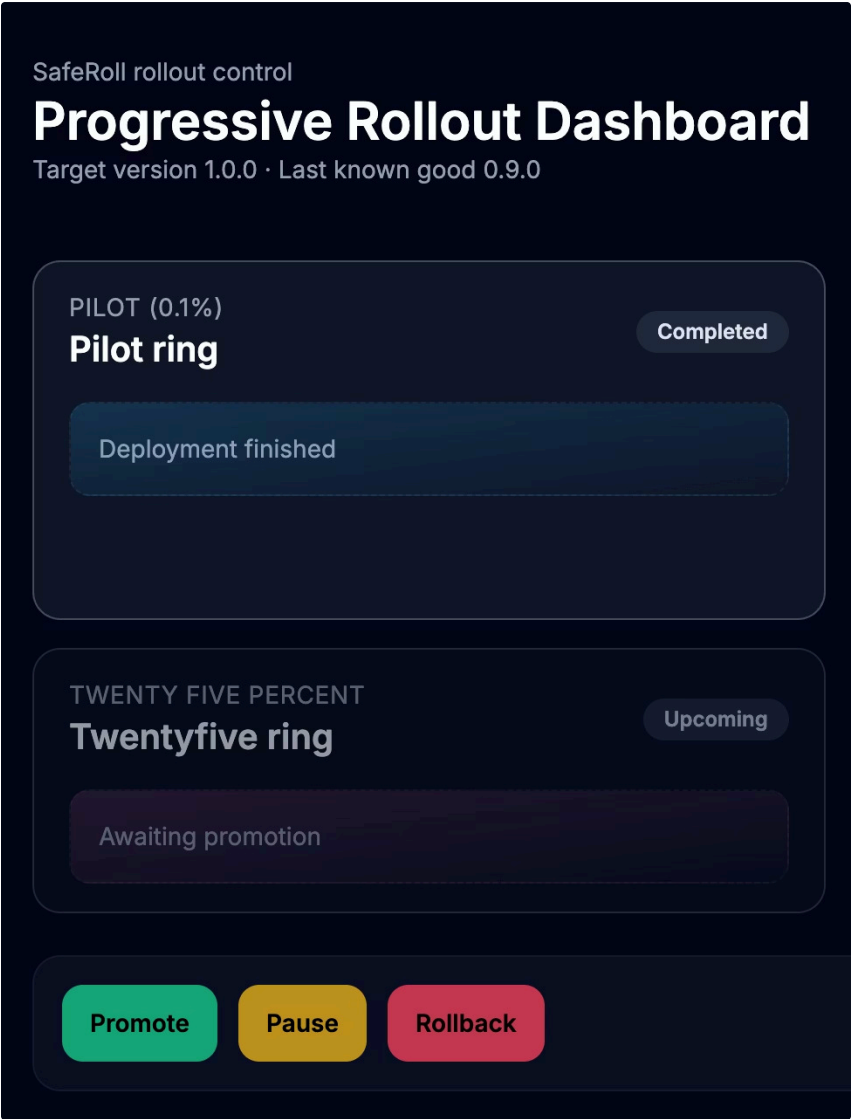 SafeRoll rollout control
Progressive Rollout Dashboard
Target version 1.0.0 · Last known good 0.9.0
PILOT (0.1%)
Pilot ring
Completed
Deployment finished
TWENTY FIVE PERCENT
Twentyfive ring
Upcoming
Awaiting promotion
Promote
Pause
Rollback